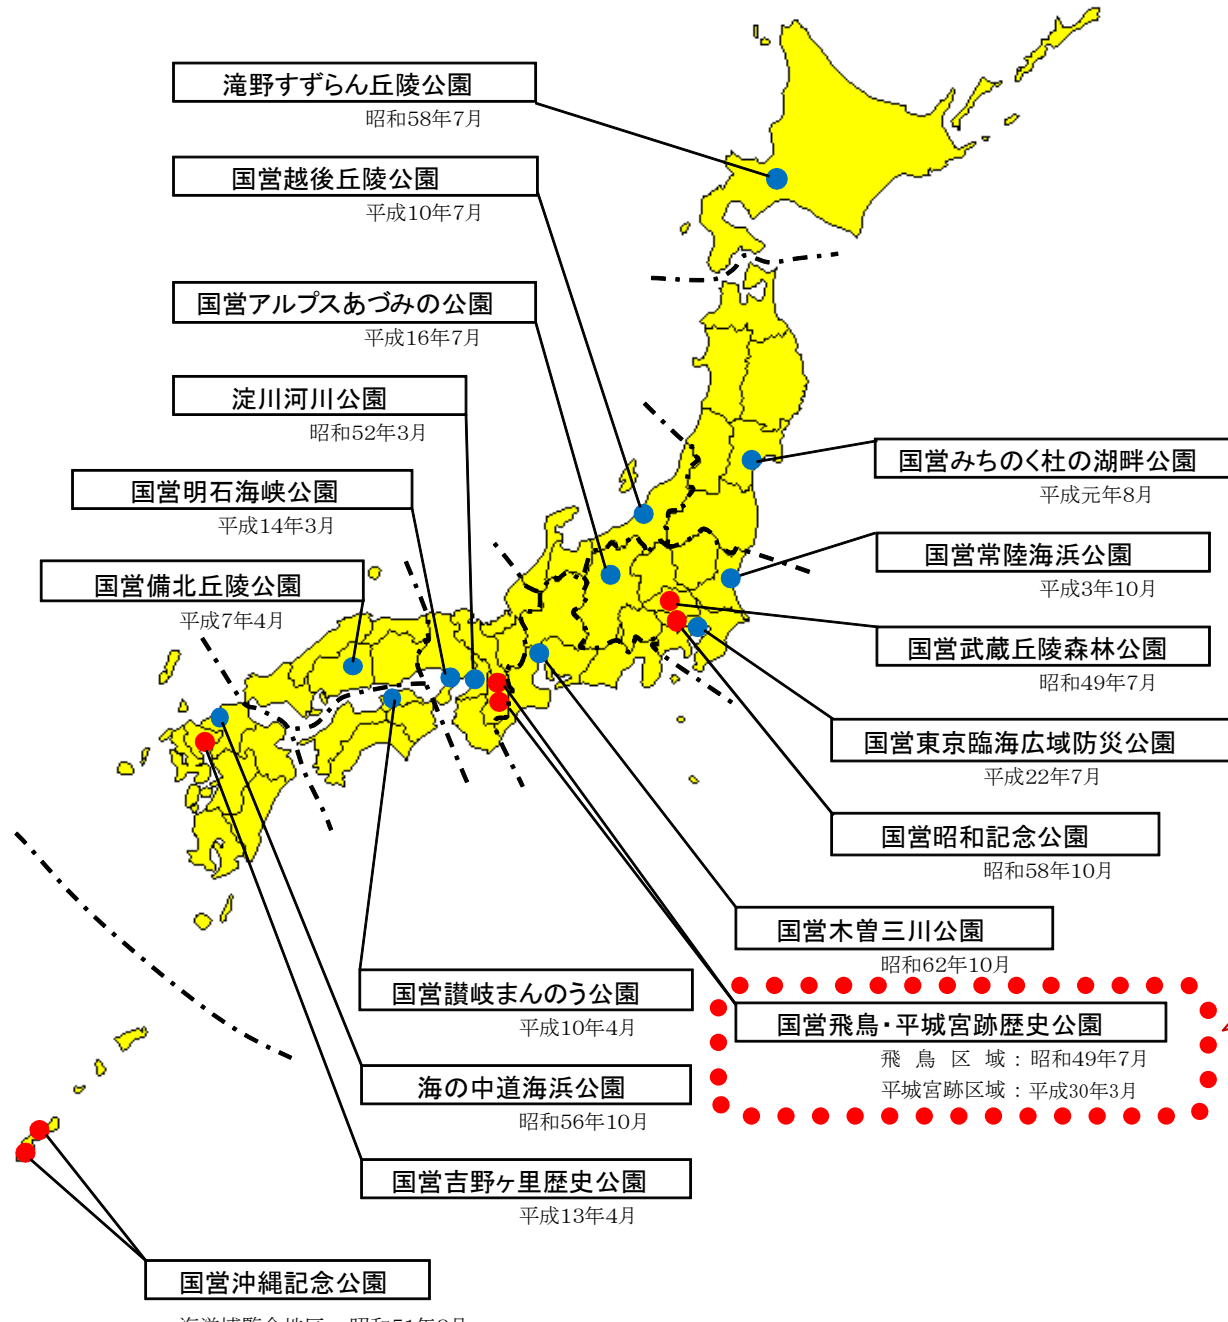 滝野すずらん丘陵公園
昭和58年7月
国営越後丘陵公園
平成10年7月
国営アルプスあづみの公園
平成16年7月
淀川河川公園
昭和52年3月
国営明石海峡公園
平成14年3月
国営備北丘陵公園
平成7年4月
国営みちのく杜の湖畔公園
平成元年8月
国営常陸海浜公園
平成3年10月
国営武蔵丘陵森林公園
昭和49年7月
国営東京臨海広域防災公園
平成22年7月
国営昭和記念公園
昭和58年10月
国営木曽三川公園
昭和62年10月
国営飛鳥・平城宮跡歴史公園
飛鳥区域：昭和49年7月
平城宮跡区域：平成30年3月
国営讃岐まんのう公園
平成10年4月
海の中道海浜公園
昭和56年10月
国営吉野ヶ里歴史公園
平成13年4月
国営沖縄記念公園